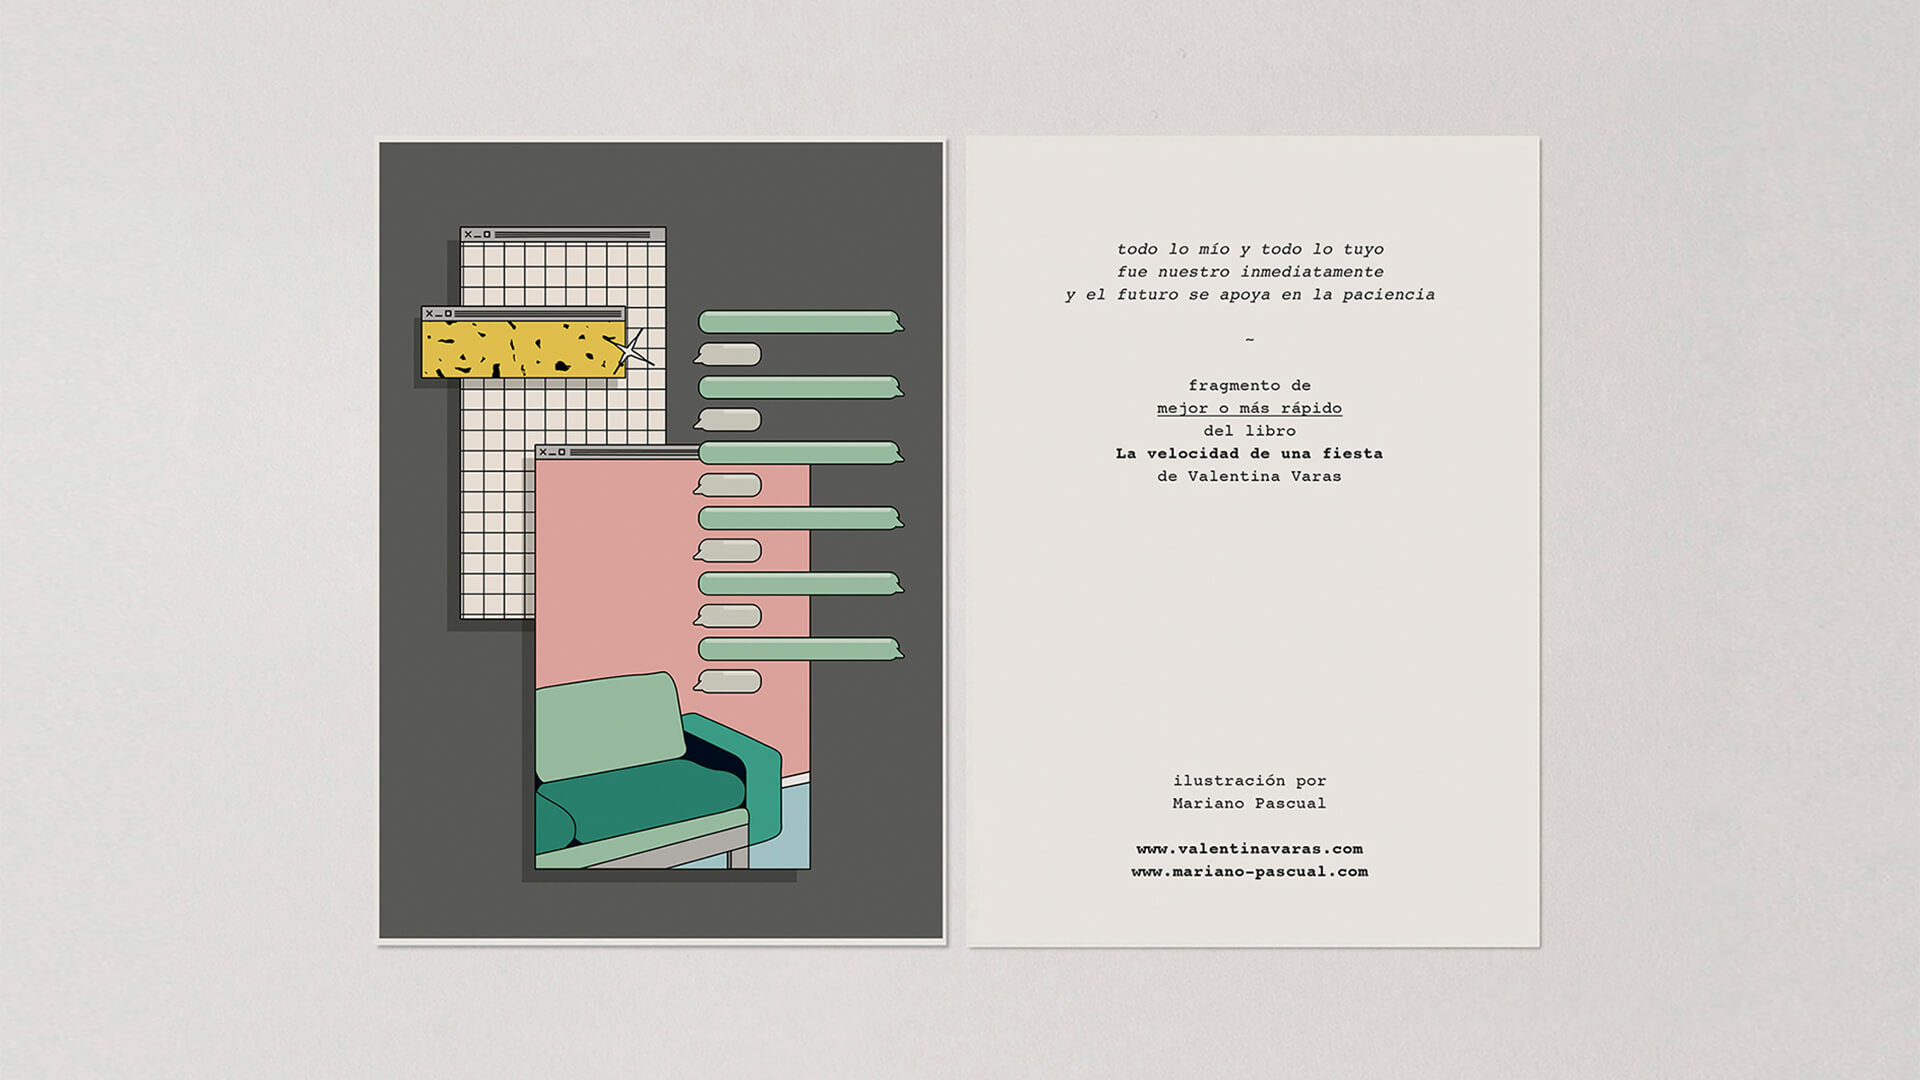 todo lo mío y todo lo tuyo
fue nuestro inmediatamente
y el futuro se apoya en la paciencia
~
fragmento de
mejor o más rápido
del libro
La velocidad de una fiesta
de Valentina Varas
ilustración por
Mariano Pascual
www.valentinavaras.com
www.mariano-pascual.com